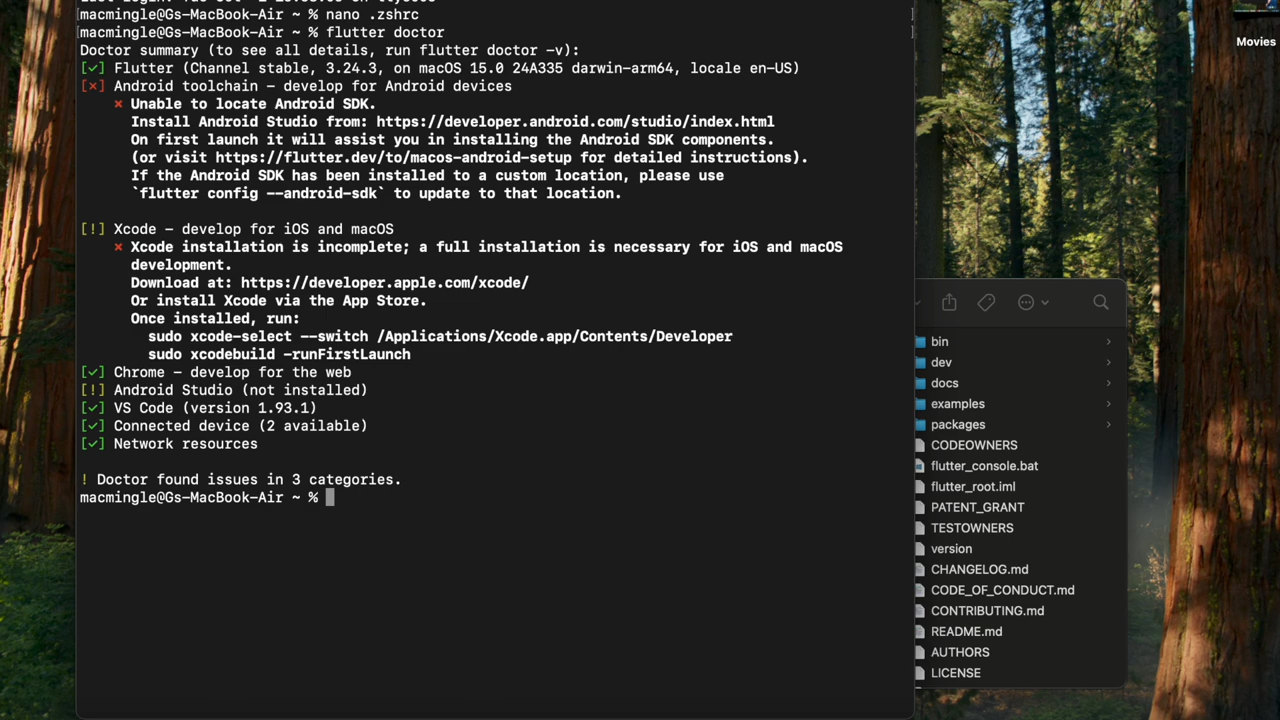 macmingle@Gs-MacBook-Air ~ % nano .zshrc
macmingle@Gs-MacBook-Air ~ % flutter doctor
Doctor summary (to see all details, run flutter doctor -v):
[✓] Flutter (Channel stable, 3.24.3, on macOS 15.0 24A335 darwin-arm64, locale en-US)
[✗] Android toolchain - develop for Android devices
✗ Unable to locate Android SDK.
Install Android Studio from: https://developer.android.com/studio/index.html
On first launch it will assist you in installing the Android SDK components.
(or visit https://flutter.dev/to/macos-android-setup for detailed instructions).
If the Android SDK has been installed to a custom location, please use
`flutter config --android-sdk` to update to that location.
[!] Xcode - develop for iOS and macOS
✗ Xcode installation is incomplete; a full installation is necessary for iOS and macOS
development.
Download at: https://developer.apple.com/xcode/
Or install Xcode via the App Store.
Once installed, run:
sudo xcode-select --switch /Applications/Xcode.app/Contents/Developer
sudo xcodebuild -runFirstLaunch
[✓] Chrome - develop for the web
[!] Android Studio (not installed)
[✓] VS Code (version 1.93.1)
[✓] Connected device (2 available)
[✓] Network resources
! Doctor found issues in 3 categories.
macmingle@Gs-MacBook-Air ~ %
Movies
bin
dev
docs
examples
packages
CODEOWNERS
flutter_console.bat
flutter_root.iml
PATENT_GRANT
TESTOWNERS
version
CHANGELOG.md
CODE_OF_CONDUCT.md
CONTRIBUTING.md
README.md
AUTHORS
LICENSE